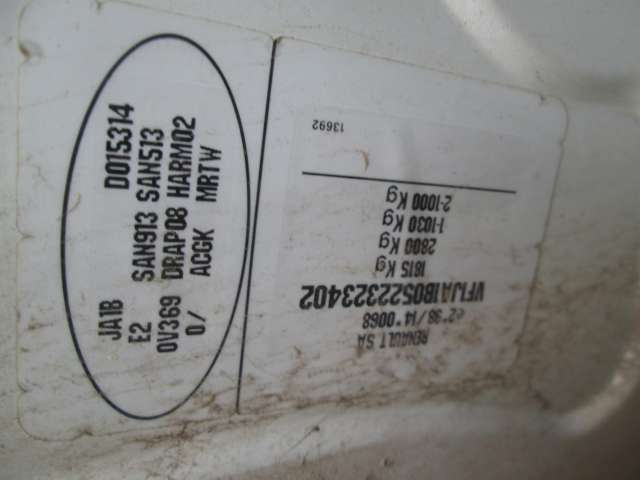 RENAULT SA
e2*98/14*0068
VF1JA1B0522323402
1815 Kg
2800 Kg
1-1030 Kg
2-1000 Kg
13692
JA1B D015314
E2 SAN913 SAN513
0V369 DRAP08 HARM02
0/ ACGK MRTW